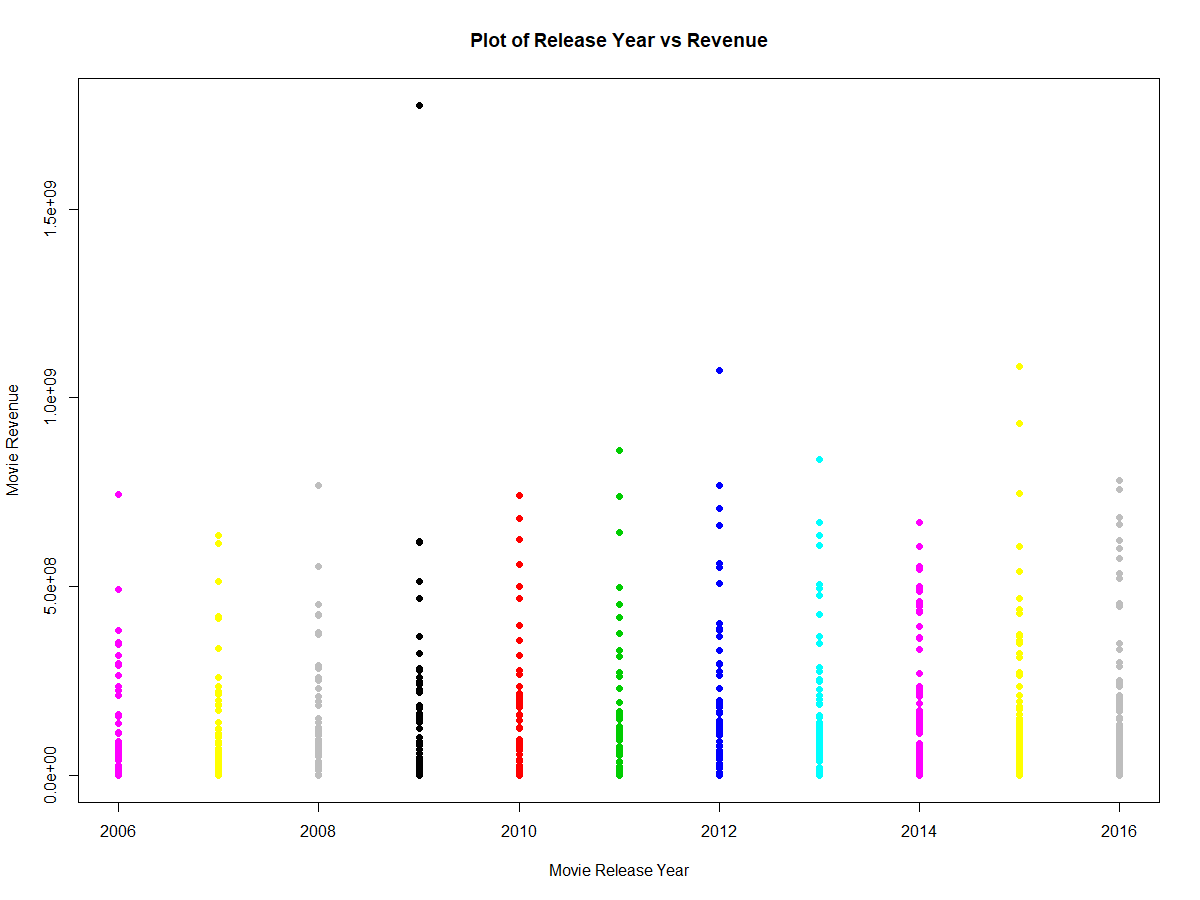 Plot of Release Year vs Revenue
Movie Revenue
1.5e+09
1.0e+09
5.0e+08
0.0e+00
2006 2008 2010 2012 2014 2016
Movie Release Year